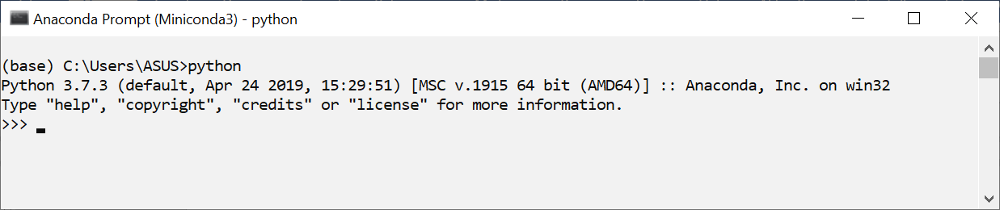 Anaconda Prompt (Miniconda3) - python
(base) C:\Users\ASUS>python
Python 3.7.3 (default, Apr 24 2019, 15:29:51) [MSC v.1915 64 bit (AMD64)] :: Anaconda, Inc. on win32
Type "help", "copyright", "credits" or "license" for more information.
>>>